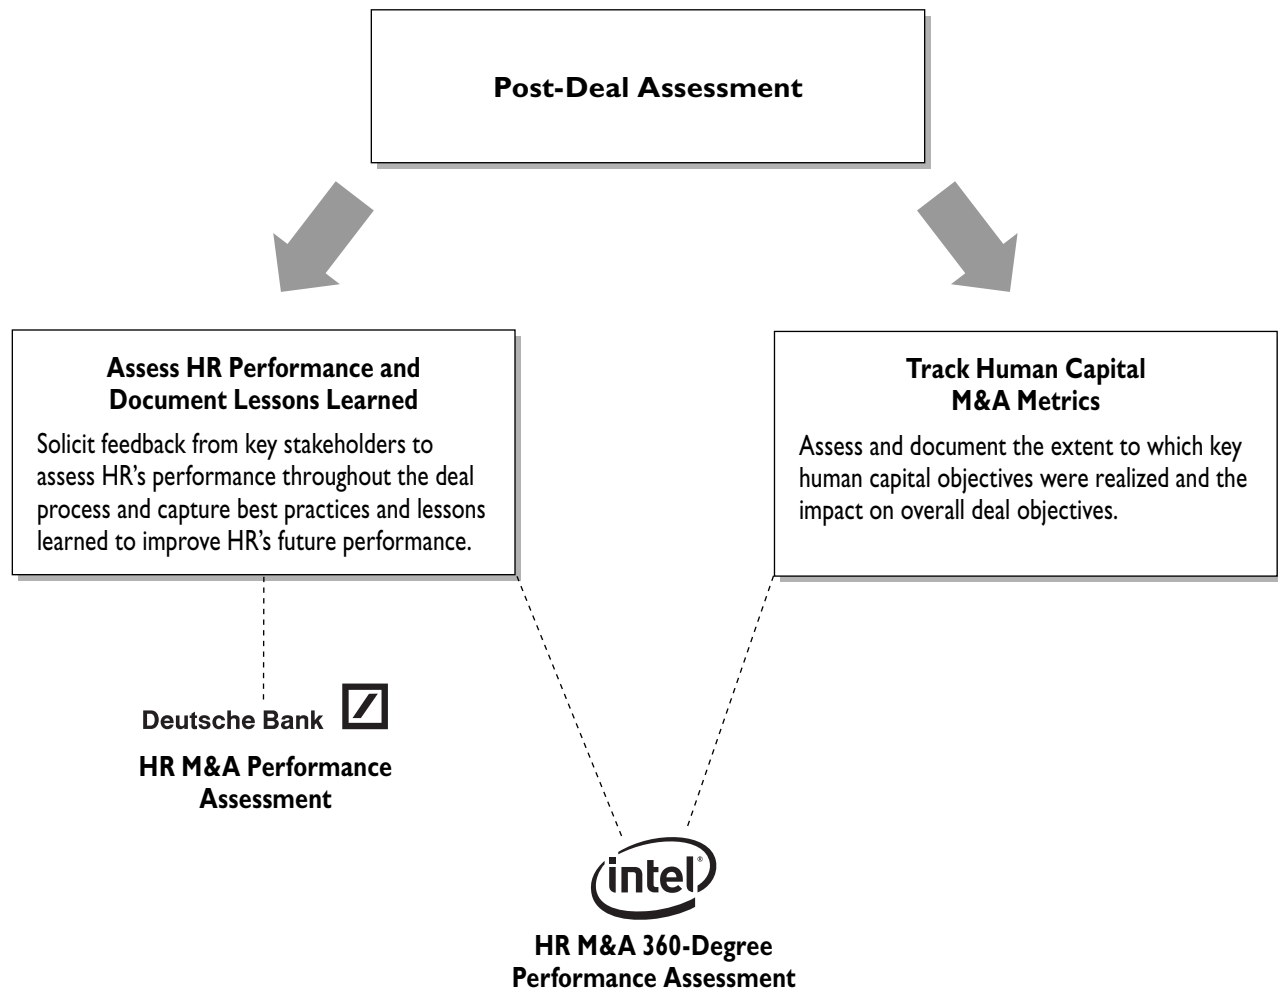 Post-Deal Assessment
Assess HR Performance and
Document Lessons Learned
Solicit feedback from key stakeholders to
assess HR's performance throughout the deal
process and capture best practices and lessons
learned to improve HR's future performance.
Track Human Capital
M&A Metrics
Assess and document the extent to which key
human capital objectives were realized and the
impact on overall deal objectives.
Deutsche Bank
HR M&A Performance
Assessment
intel®
HR M&A 360-Degree
Performance Assessment